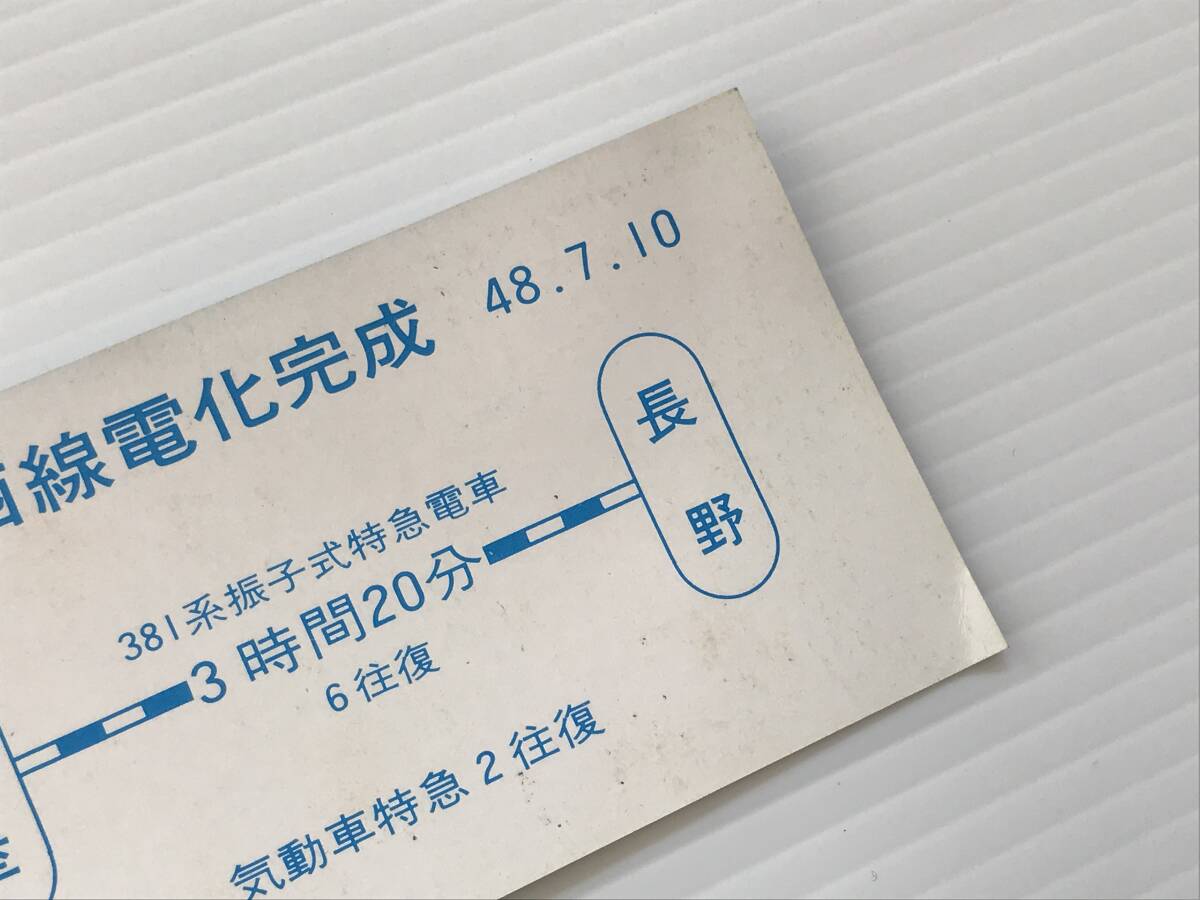 48.7.10
線電化完成
長野
381系振子式特急電車
3時間20分
6往復
気動車特急2往復